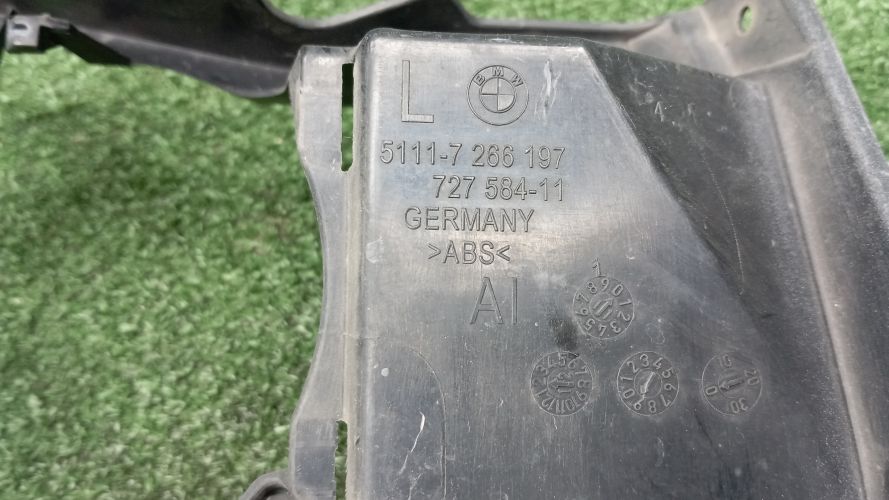 L BMW
5111-7 266 197
727 584-11
GERMANY
>ABS<
AI